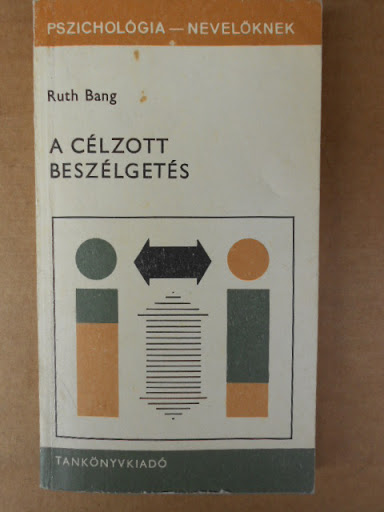 PSZICHOLÓGIA — NEVELŐKNEK
Ruth Bang
A CÉLZOTT
BESZÉLGETÉS
TANKÖNYVKIADÓ